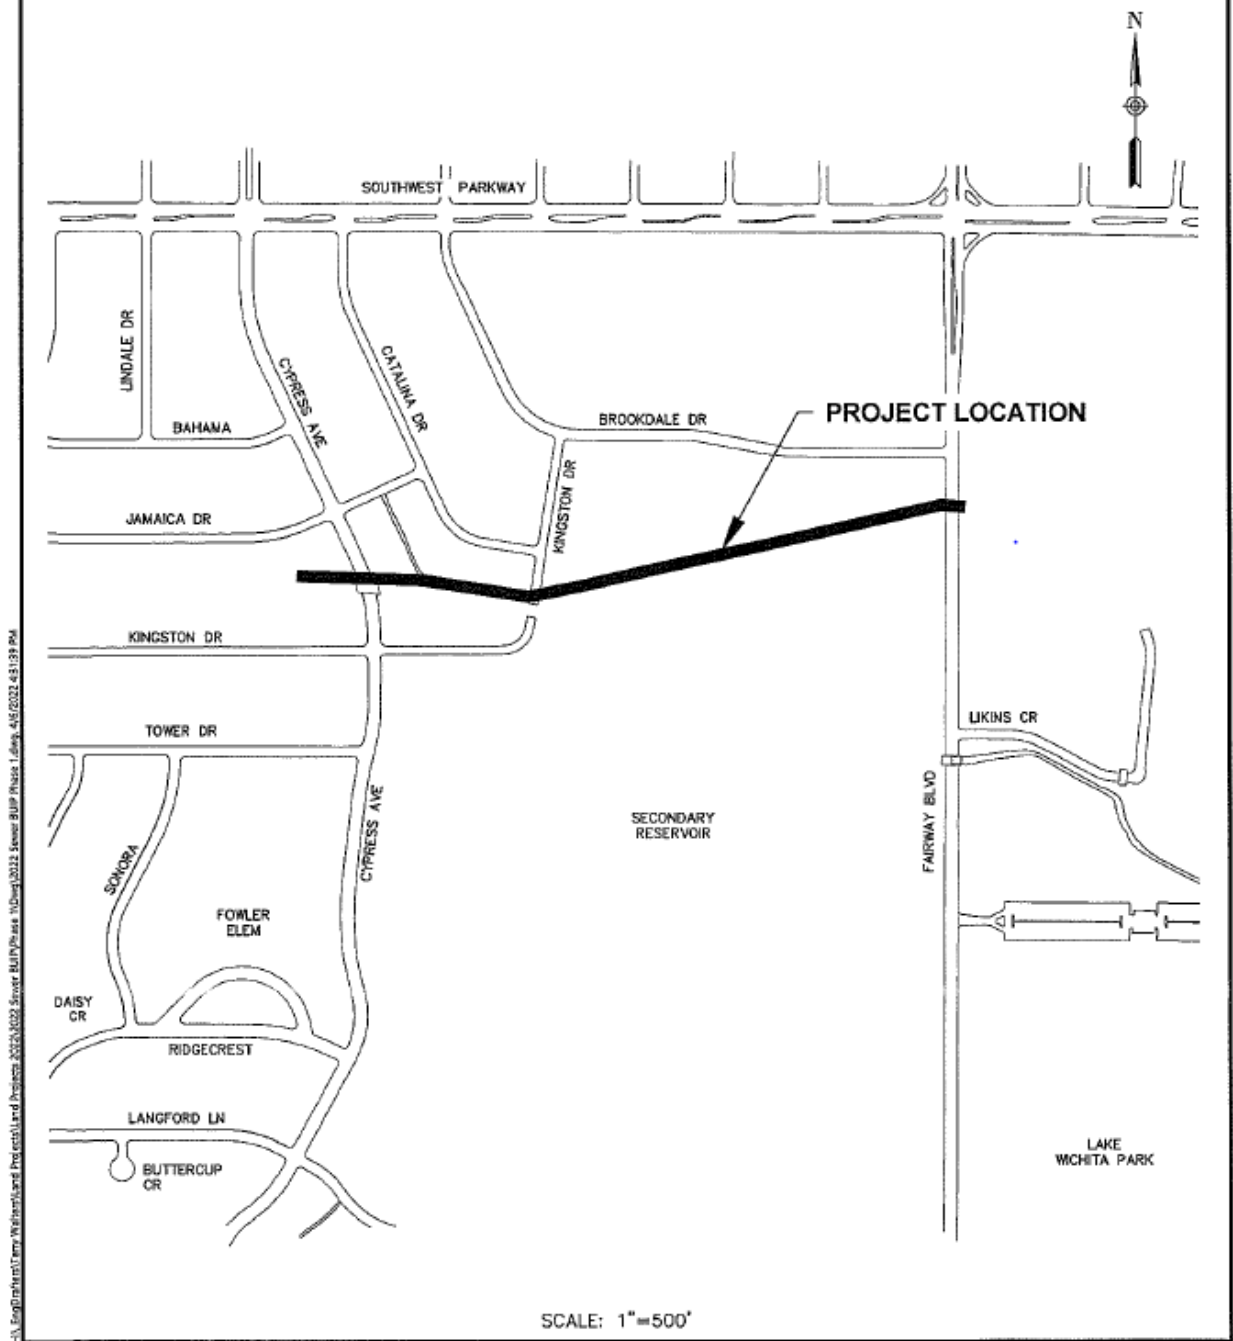 N
SOUTHWEST PARKWAY
LINDALE DR
CYPRESS AVE
CATALINA DR
BAHAMA
BROOKDALE DR
PROJECT LOCATION
KINGSTON DR
JAMAICA DR
KINGSTON DR
TOWER DR
LIKINS CR
FAIRWAY BLVD
CYPRESS AVE
SECONDARY
RESERVOIR
SONORA
FOWLER
ELEM
DAISY
CR
RIDGECREST
LANGFORD LN
BUTTERCUP
CR
LAKE
WICHITA PARK
SCALE: 1"=500'